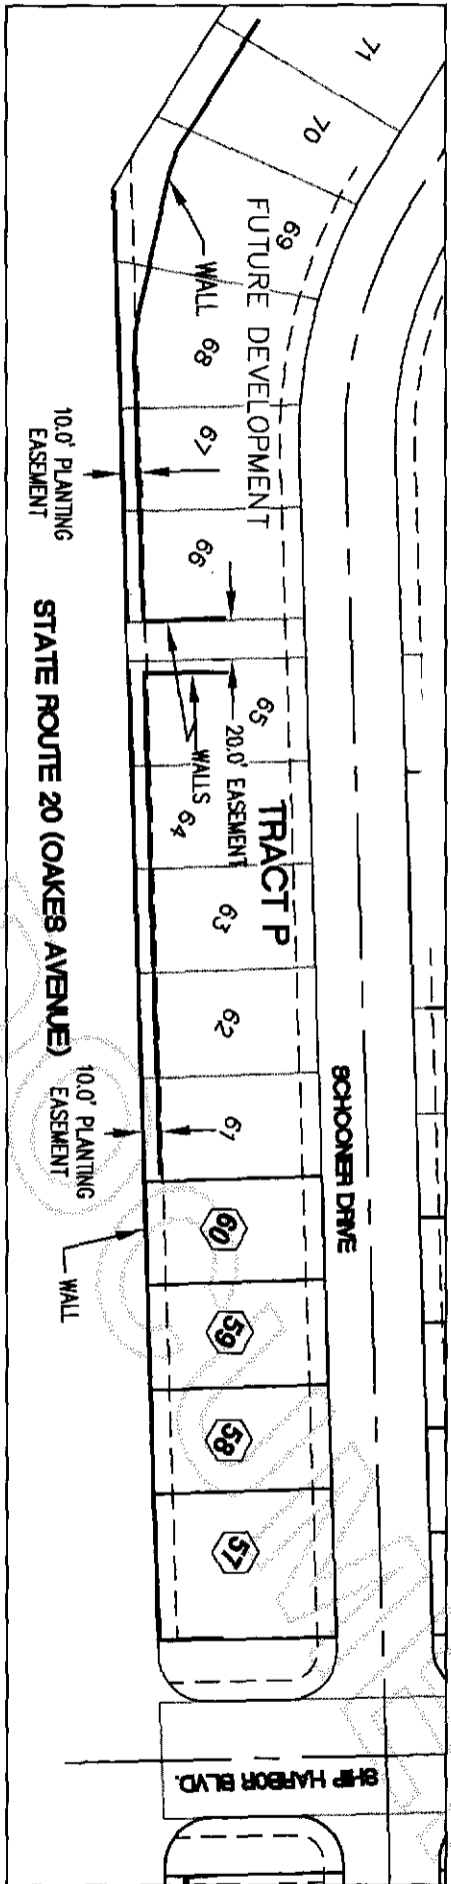 71
70
69
FUTURE DEVELOPMENT
WALL
68
67
10.0' PLANTING
EASEMENT
66
STATE ROUTE 20 (OAKES AVENUE)
65
20.0' EASEMENT
WALLS
64
TRACT P
63
62
61
SCHOONER DRIVE
10.0' PLANTING
EASEMENT
WALL
60
59
58
57
SHIP HARBOR BLVD.